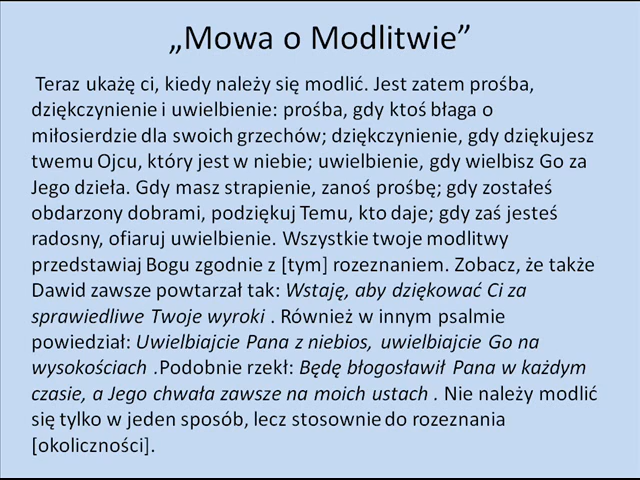 „Mowa o Modlitwie”
Teraz ukażę ci, kiedy należy się modlić. Jest zatem prośba,
dziękczynienie i uwielbienie: prośba, gdy ktoś błaga o
miłosierdzie dla swoich grzechów; dziękczynienie, gdy dziękujesz
twemu Ojcu, który jest w niebie; uwielbienie, gdy wielbisz Go za
Jego dzieła. Gdy masz strapienie, zanoś prośbę; gdy zostałeś
obdarzony dobrami, podziękuj Temu, kto daje; gdy zaś jesteś
radosny, ofiaruj uwielbienie. Wszystkie twoje modlitwy
przedstawiaj Bogu zgodnie z [tym] rozeznaniem. Zobacz, że także
Dawid zawsze powtarzał tak: Wstaję, aby dziękować Ci za
sprawiedliwe Twoje wyroki . Również w innym psalmie
powiedział: Uwielbiajcie Pana z niebios, uwielbiajcie Go na
wysokościach .Podobnie rzekł: Będę błogosławił Pana w każdym
czasie, a Jego chwała zawsze na moich ustach . Nie należy modlić
się tylko w jeden sposób, lecz stosownie do rozeznania
[okoliczności].